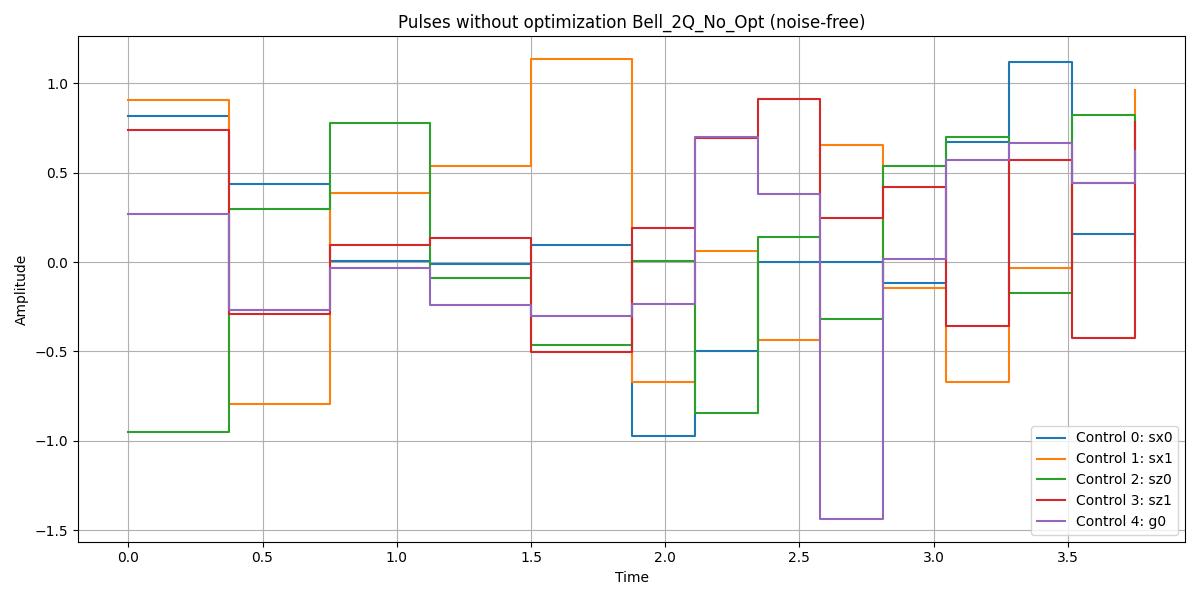 Pulses without optimization Bell_2Q_No_Opt (noise-free)
1.0
0.5
0.0
−0.5
−1.0
−1.5
Amplitude
0.0 0.5 1.0 1.5 2.0 2.5 3.0 3.5
Time
Control 0: sx0
Control 1: sx1
Control 2: sz0
Control 3: sz1
Control 4: g0